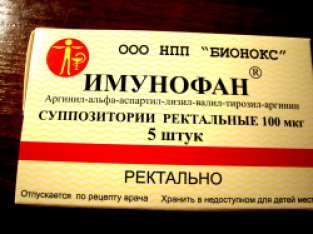 ООО НПП "БИОНОКС"
ИМУНОФАН®
Аргинил-альфа-аспартил-лизил-валил-тирозил-аргинин
СУППОЗИТОРИИ РЕКТАЛЬНЫЕ 100 мкг
5 штук
РЕКТАЛЬНО
Отпускается по рецепту врача Хранить в недоступном для детей мест